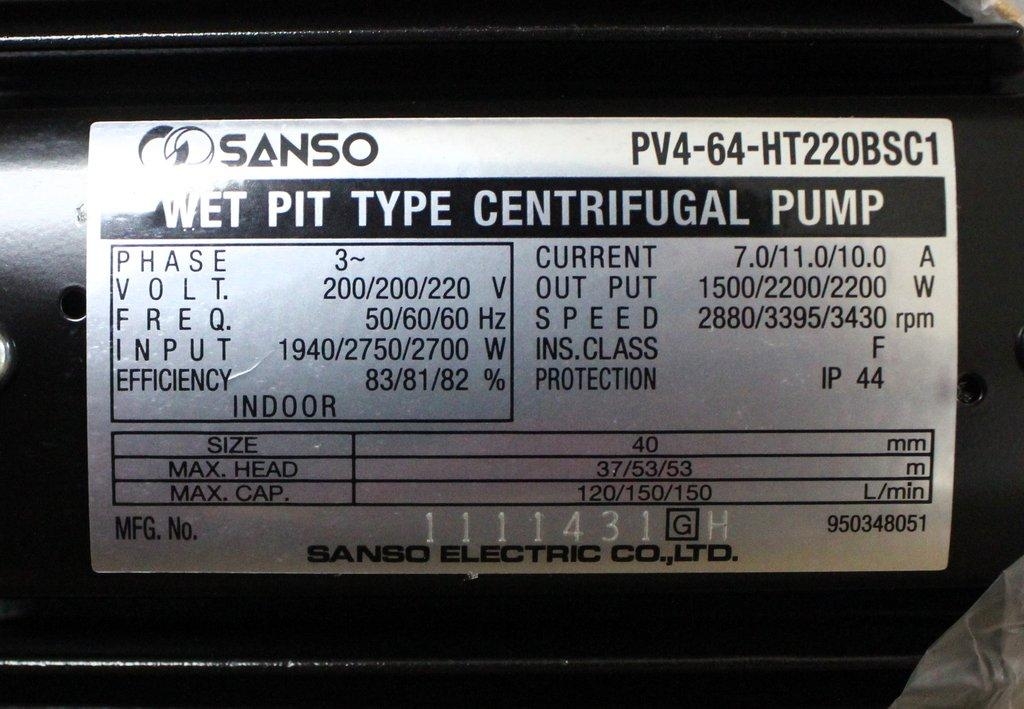 SANSO PV4-64-HT220BSC1
WET PIT TYPE CENTRIFUGAL PUMP
PHASE 3~ CURRENT 7.0/11.0/10.0 A
VOLT. 200/200/220 V OUT PUT 1500/2200/2200 W
FREQ. 50/60/60 Hz SPEED 2880/3395/3430 rpm
INPUT 1940/2750/2700 W INS.CLASS F
EFFICIENCY 83/81/82 % PROTECTION IP 44
INDOOR
SIZE 40 mm
MAX. HEAD 37/53/53 m
MAX. CAP. 120/150/150 L/min
MFG. No. 1111431 G H 950348051
SANSO ELECTRIC CO.,LTD.